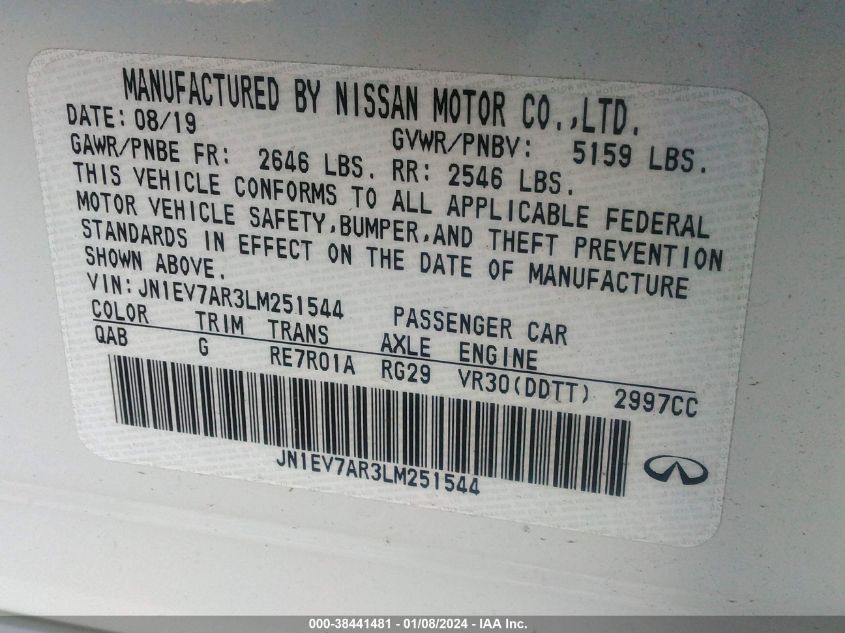 MANUFACTURED BY NISSAN MOTOR CO.,LTD.
DATE: 08/19 GVWR/PNBV: 5159 LBS.
GAWR/PNBE FR: 2646 LBS. RR: 2546 LBS.
THIS VEHICLE CONFORMS TO ALL APPLICABLE FEDERAL
MOTOR VEHICLE SAFETY,BUMPER,AND THEFT PREVENTION
STANDARDS IN EFFECT ON THE DATE OF MANUFACTURE
SHOWN ABOVE.
VIN:JN1EV7AR3LM251544 PASSENGER CAR
COLOR TRIM TRANS AXLE ENGINE
QAB G RE7R01A RG29 VR30(DDTT) 2997CC
JN1EV7AR3LM251544
000-38441481 - 01/08/2024 - IAA Inc.